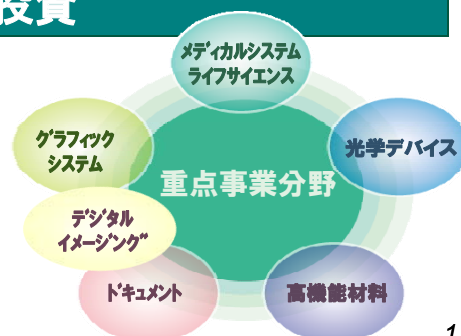 投資
メディカルシステム
ライフサイエンス
グラフィック
システム
光学デバイス
重点事業分野
デジタル
イメージング”
ドキュメント
高機能材料
1